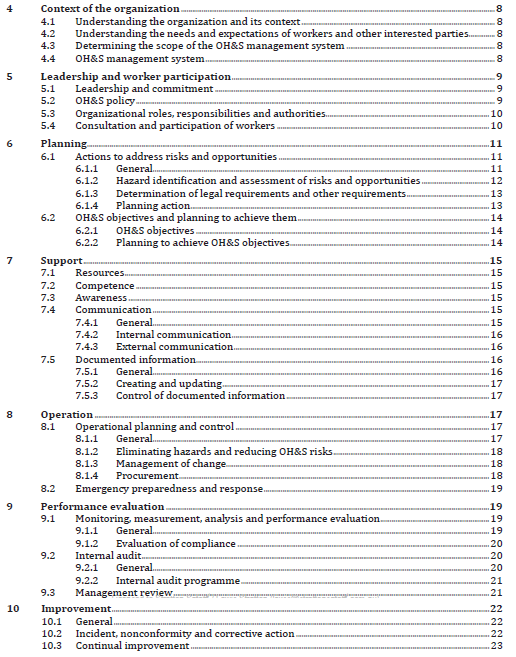 4 Context of the organization 8
4.1 Understanding the organization and its context 8
4.2 Understanding the needs and expectations of workers and other interested parties 8
4.3 Determining the scope of the OH&S management system 8
4.4 OH&S management system 8
5 Leadership and worker participation 9
5.1 Leadership and commitment 9
5.2 OH&S policy 9
5.3 Organizational roles, responsibilities and authorities 10
5.4 Consultation and participation of workers 10
6 Planning 11
6.1 Actions to address risks and opportunities 11
6.1.1 General 11
6.1.2 Hazard identification and assessment of risks and opportunities 12
6.1.3 Determination of legal requirements and other requirements 13
6.1.4 Planning action 13
6.2 OH&S objectives and planning to achieve them 14
6.2.1 OH&S objectives 14
6.2.2 Planning to achieve OH&S objectives 14
7 Support 15
7.1 Resources 15
7.2 Competence 15
7.3 Awareness 15
7.4 Communication 15
7.4.1 General 15
7.4.2 Internal communication 16
7.4.3 External communication 16
7.5 Documented information 16
7.5.1 General 16
7.5.2 Creating and updating 17
7.5.3 Control of documented information 17
8 Operation 17
8.1 Operational planning and control 17
8.1.1 General 17
8.1.2 Eliminating hazards and reducing OH&S risks 18
8.1.3 Management of change 18
8.1.4 Procurement 18
8.2 Emergency preparedness and response 19
9 Performance evaluation 19
9.1 Monitoring, measurement, analysis and performance evaluation 19
9.1.1 General 19
9.1.2 Evaluation of compliance 20
9.2 Internal audit 20
9.2.1 General 20
9.2.2 Internal audit programme 21
9.3 Management review 21
10 Improvement 22
10.1 General 22
10.2 Incident, nonconformity and corrective action 22
10.3 Continual improvement 23